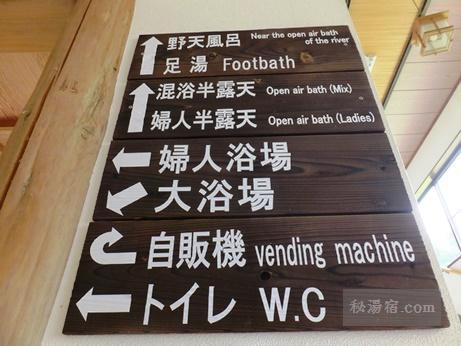 野天風呂 Near the open air bath
of the river
足湯 Footbath
混浴半露天 Open air bath (Mix)
婦人半露天 Open air bath (Ladies)
婦人浴場
大浴場
自販機 vending machine
トイレ W.C
秘湯宿.com